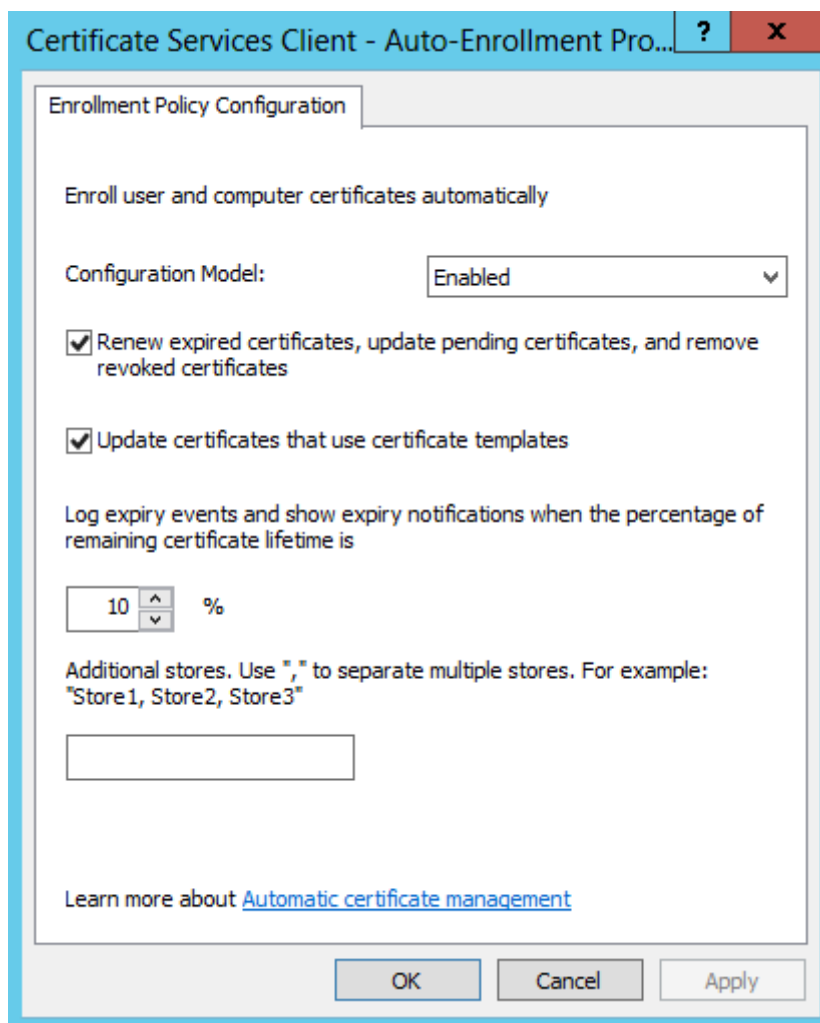 Certificate Services Client - Auto-Enrollment Pro...
?
x
Enrollment Policy Configuration
Enroll user and computer certificates automatically
Configuration Model:
Enabled
Renew expired certificates, update pending certificates, and remove
revoked certificates
Update certificates that use certificate templates
Log expiry events and show expiry notifications when the percentage of
remaining certificate lifetime is
10 %
Additional stores. Use "," to separate multiple stores. For example:
"Store1, Store2, Store3"
Learn more about Automatic certificate management
OK
Cancel
Apply